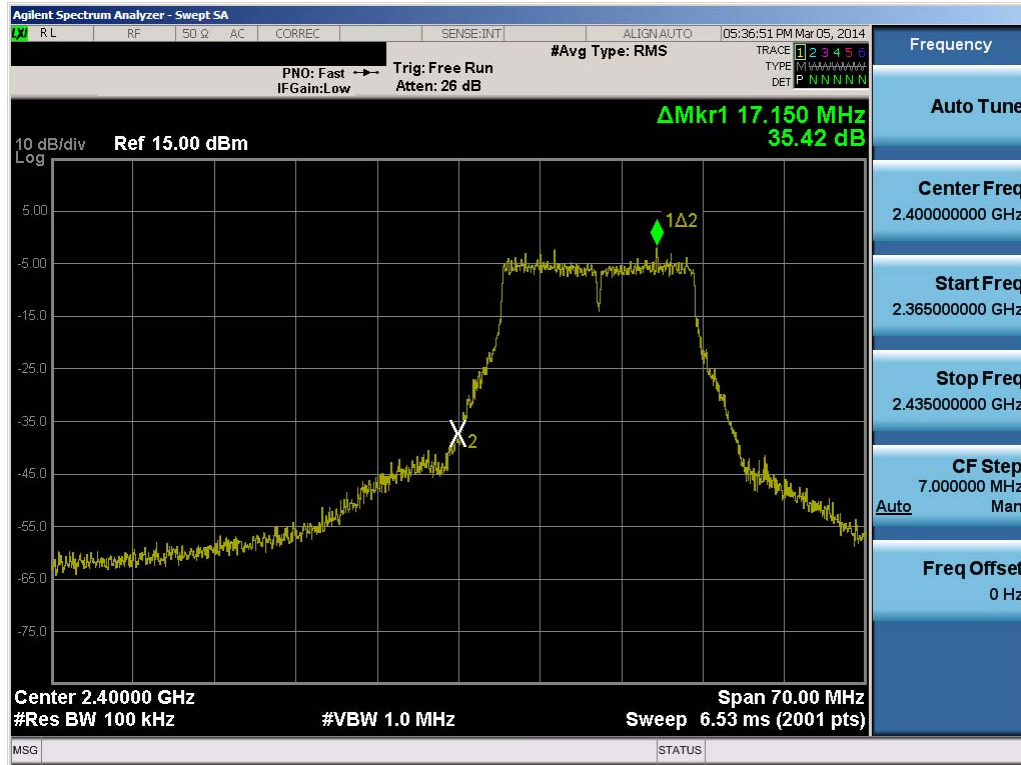 Agilent Spectrum Analyzer - Swept SA
LXI RL RF 50 Ω AC CORREC SENSE:INT ALIGN AUTO 05:36:51 PM Mar 05, 2014
#Avg Type: RMS
TRACE 1 2 3 4 5 6
TYPE M WWWWW
DET P N N N N N
PNO: Fast
IFGain:Low
Trig: Free Run
Atten: 26 dB
ΔMkr1 17.150 MHz
35.42 dB
10 dB/div Ref 15.00 dBm
Log
5.00
-5.00
-15.0
-25.0
-35.0
-45.0
-55.0
-65.0
-75.0
1Δ2
X2
Center 2.40000 GHz Span 70.00 MHz
#Res BW 100 kHz #VBW 1.0 MHz Sweep 6.53 ms (2001 pts)
MSG STATUS
Frequency
Auto Tune
Center Freq
2.400000000 GHz
Start Freq
2.365000000 GHz
Stop Freq
2.435000000 GHz
CF Step
7.000000 MHz
Auto Man
Freq Offset
0 Hz